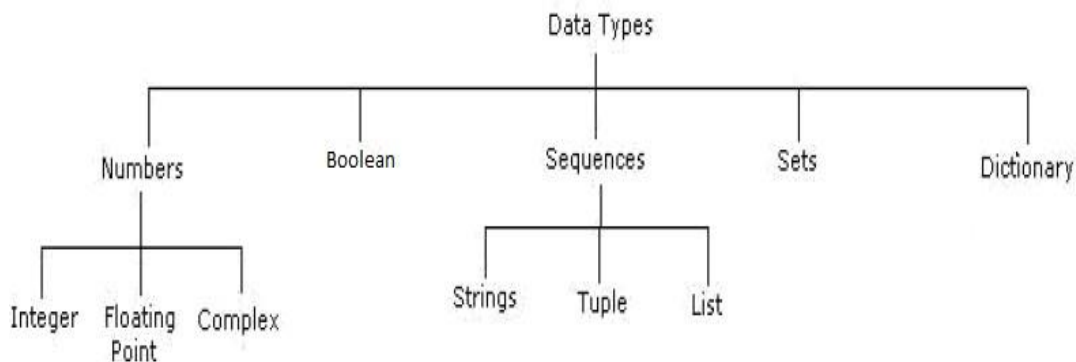 Data Types
Numbers
Boolean
Sequences
Sets
Dictionary
Integer
Floating
Point
Complex
Strings
Tuple
List